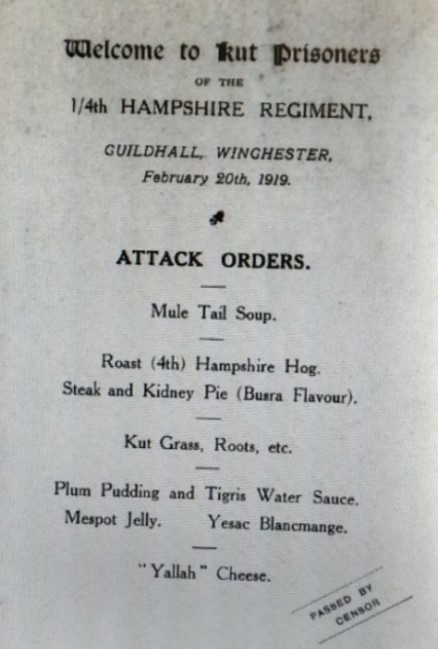 Welcome to Kut Prisoners
OF THE
1/4th HAMPSHIRE REGIMENT,
GUILDHALL, WINCHESTER,
February 20th, 1919.
ATTACK ORDERS.
Mule Tail Soup.
Roast (4th) Hampshire Hog.
Steak and Kidney Pie (Busra Flavour).
Kut Grass, Roots, etc.
Plum Pudding and Tigris Water Sauce.
Mespot Jelly. Yesac Blancmange.
"Yallah" Cheese.
PASSED BY
CENSOR